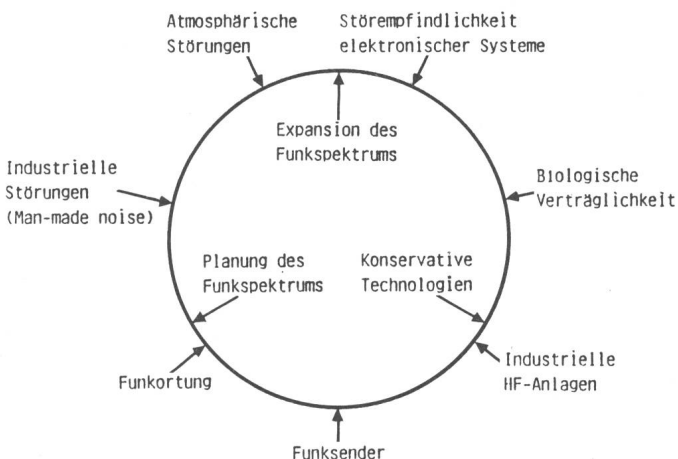 Atmosphärische
Störungen
Störempfindlichkeit
elektronischer Systeme
Expansion des
Funkspektrums
Industrielle
Störungen
(Man-made noise)
Biologische
Verträglichkeit
Planung des
Funkspektrums
Konservative
Technologien
Funkortung
Industrielle
HF-Anlagen
Funksender